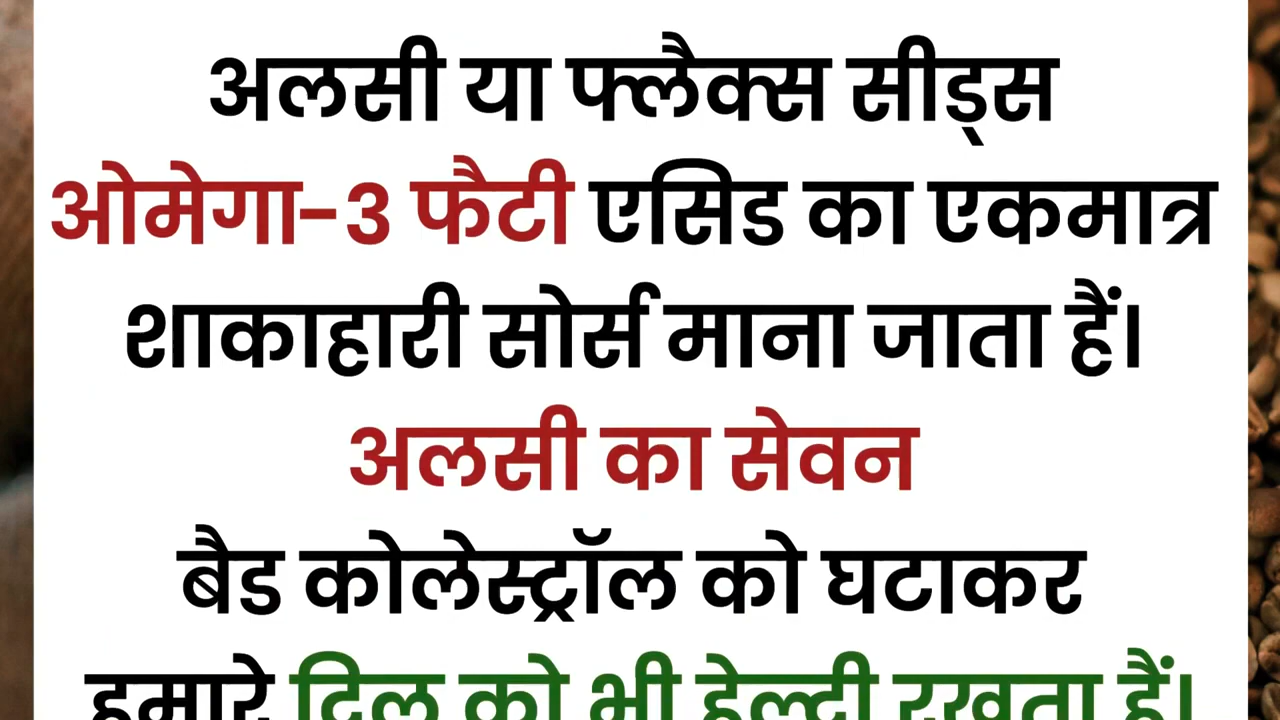 अलसी या फ्लैक्स सीड्स
ओमेगा-3 फैटी एसिड का एकमात्र
शाकाहारी सोर्स माना जाता हैं।
अलसी का सेवन
बैड कोलेस्ट्रॉल को घटाकर
हमारे दिल को भी हेल्दी रखता हैं।